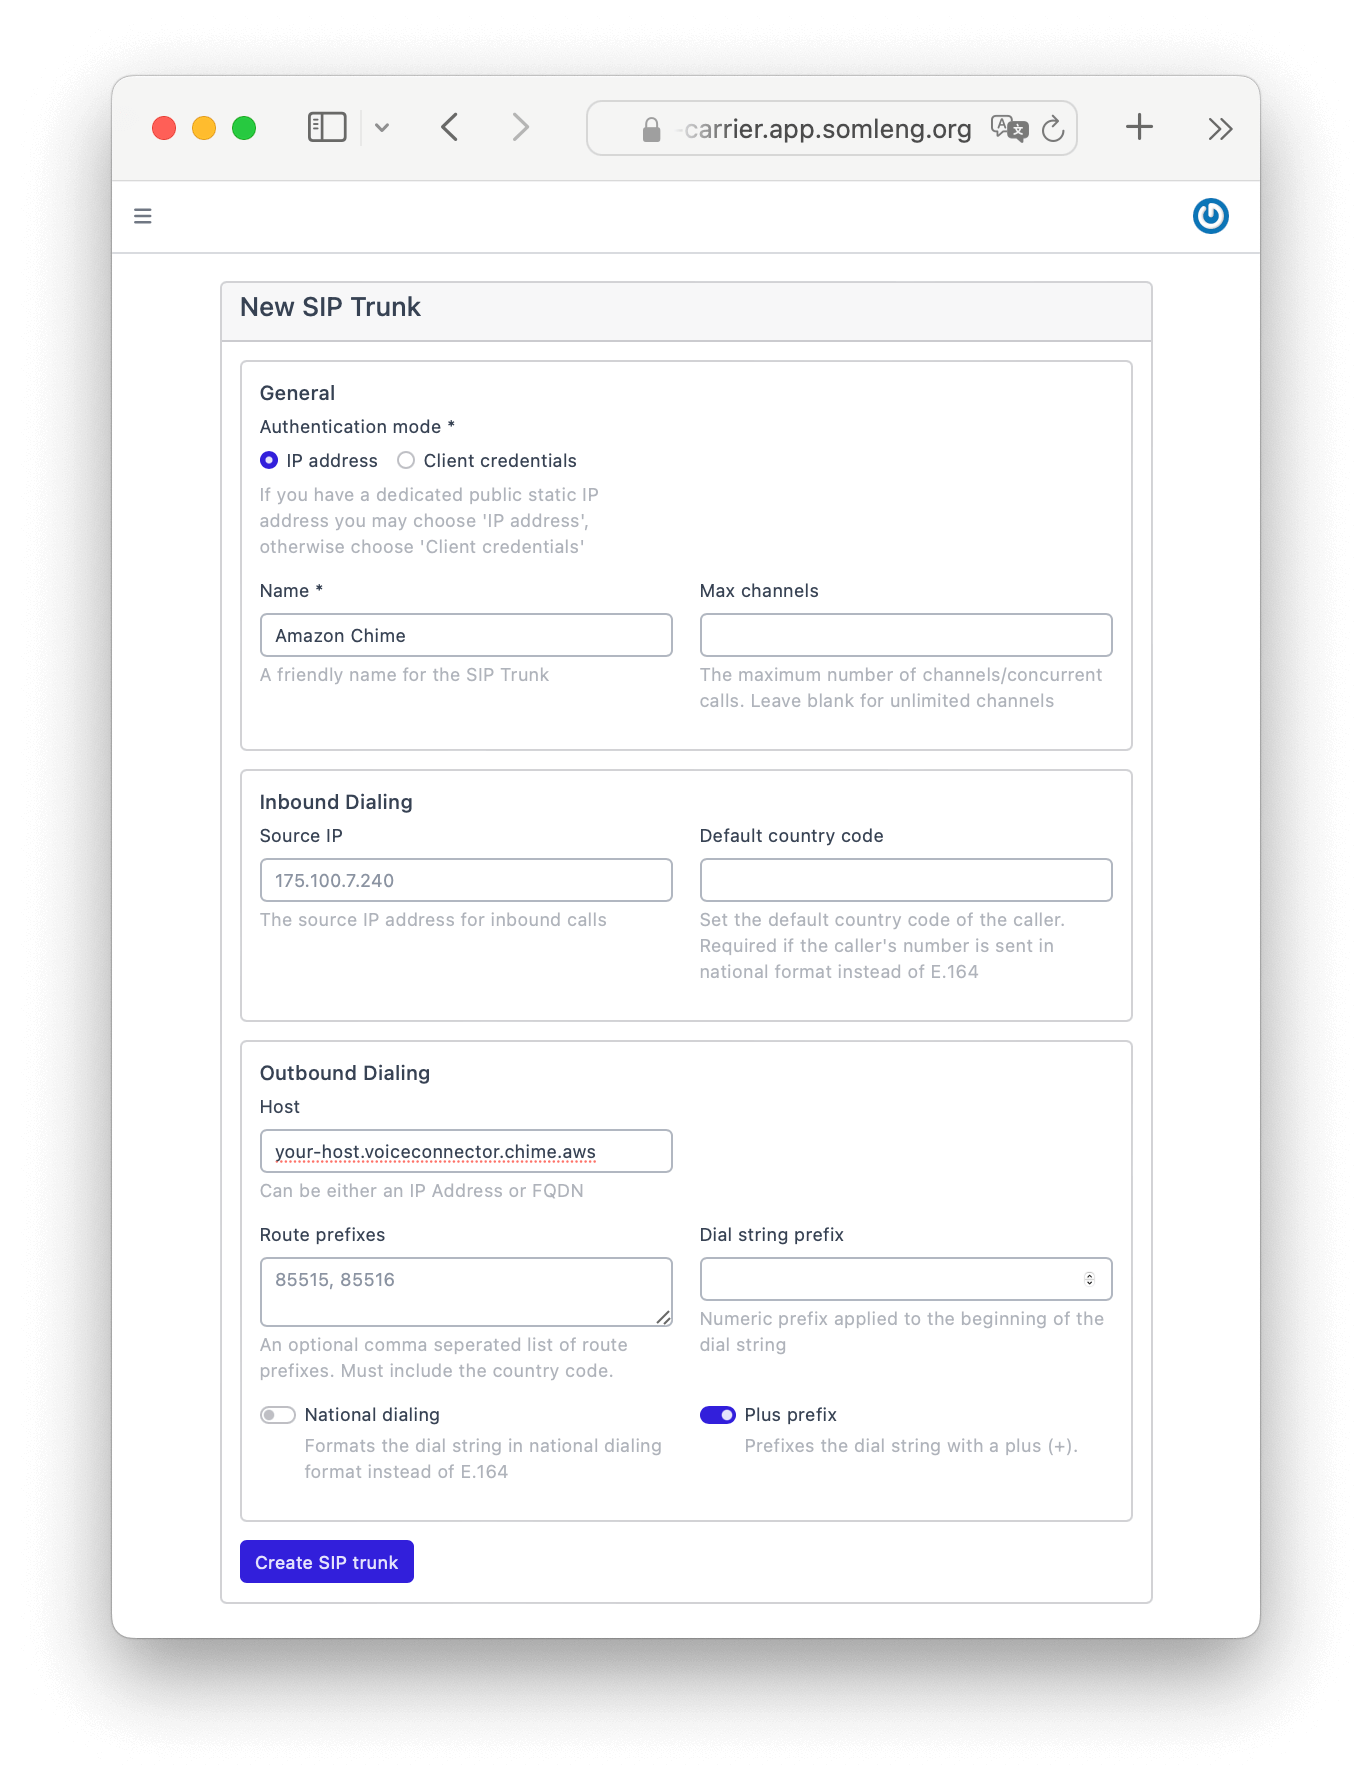 -carrier.app.somleng.org
New SIP Trunk
General
Authentication mode *
IP address Client credentials
If you have a dedicated public static IP
address you may choose 'IP address',
otherwise choose 'Client credentials'
Name * Max channels
Amazon Chime
A friendly name for the SIP Trunk The maximum number of channels/concurrent
calls. Leave blank for unlimited channels
Inbound Dialing
Source IP Default country code
175.100.7.240
The source IP address for inbound calls Set the default country code of the caller.
Required if the caller's number is sent in
national format instead of E.164
Outbound Dialing
Host
your-host.voiceconnector.chime.aws
Can be either an IP Address or FQDN
Route prefixes Dial string prefix
85515, 85516
An optional comma seperated list of route
prefixes. Must include the country code.
Numeric prefix applied to the beginning of the
dial string
National dialing Plus prefix
Formats the dial string in national dialing
format instead of E.164
Prefixes the dial string with a plus (+).
Create SIP trunk